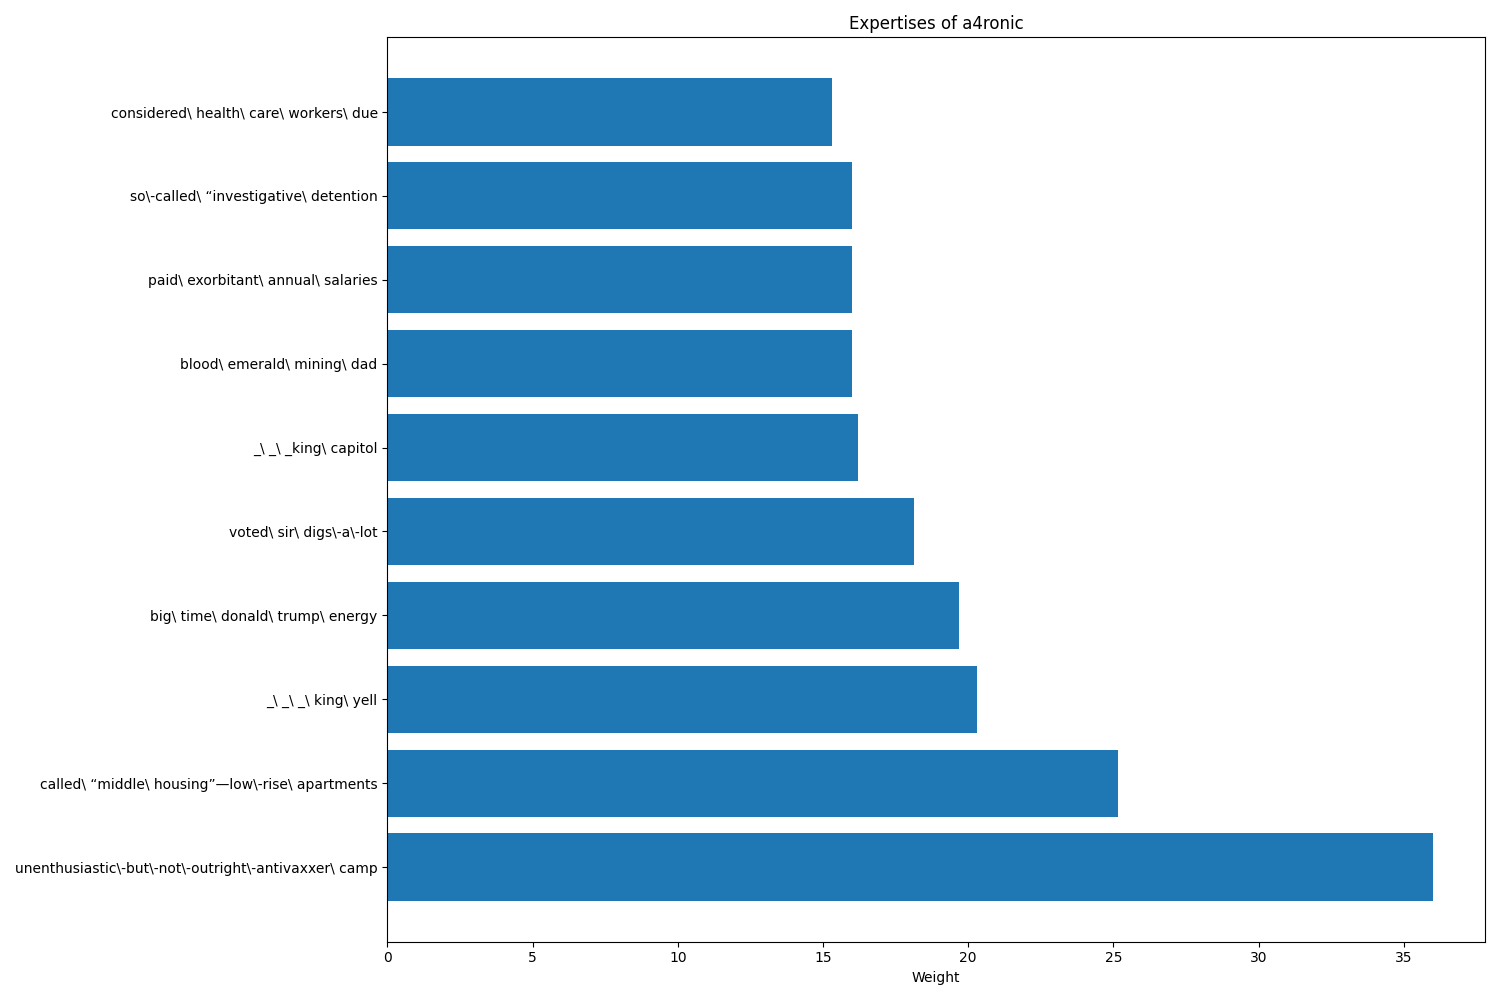 Expertises of a4ronic
considered\ health\ care\ workers\ due
so\-called\ “investigative\ detention
paid\ exorbitant\ annual\ salaries
blood\ emerald\ mining\ dad
_\ _\ _king\ capitol
voted\ sir\ digs\-a\-lot
big\ time\ donald\ trump\ energy
_\ _\ _\ king\ yell
called\ “middle\ housing”—low\-rise\ apartments
unenthusiastic\-but\-not\-outright\-antivaxxer\ camp
0 5 10 15 20 25 30 35
Weight